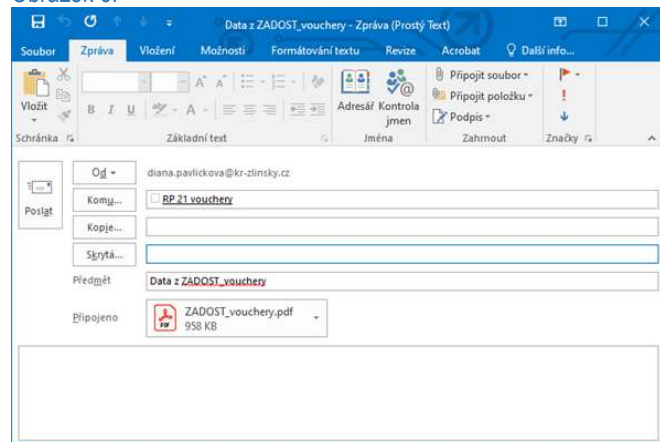 Data z ZADOST_vouchery - Zpráva (Prostý Text)
Soubor Zpráva Vložení Možnosti Formátování textu Revize Acrobat Další info...
Vložit
B I U
A A A
Adresář Kontrola jmen
Připojit soubor
Připojit položku
Podpis
Schránka Základní text Jména Zahrnout Značky
Poslat
Od diana.pavlickova@kr-zlinsky.cz
Komu... RP 21 vouchery
Kopie...
Skrytá...
Předmět Data z ZADOST_vouchery
Připojeno ZADOST_vouchery.pdf
PDF 958 KB